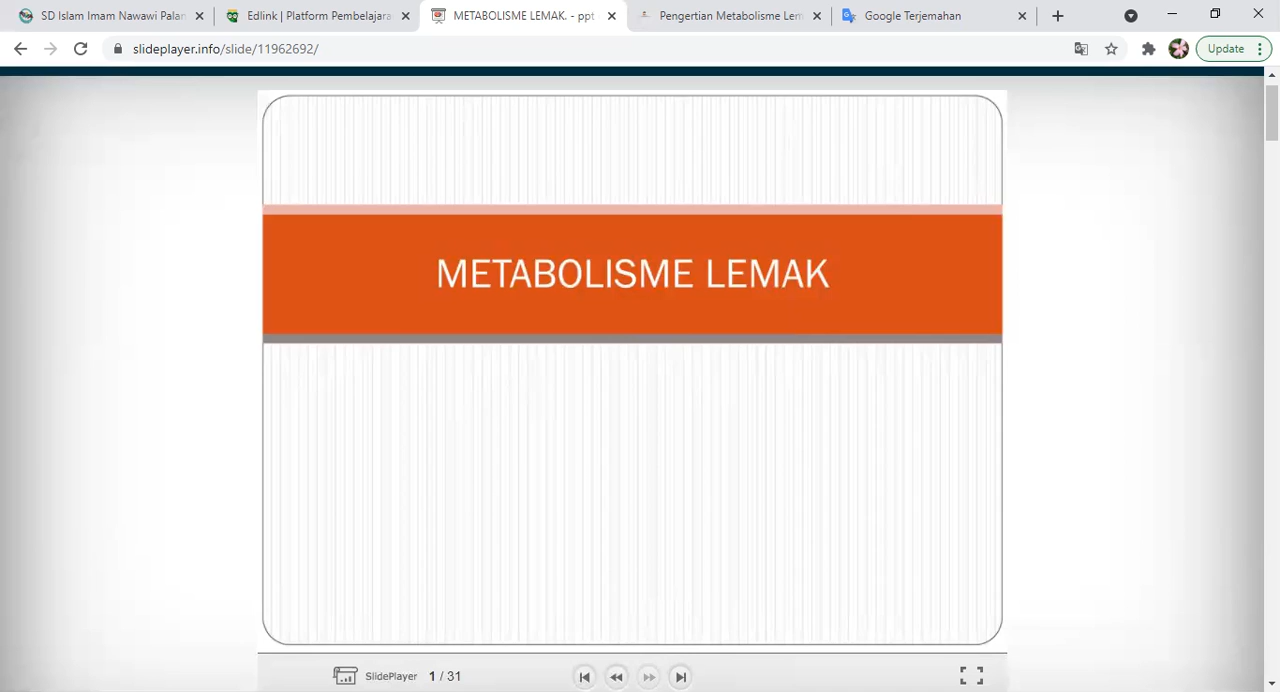 SD Islam Imam Nawawi Palan
Edlink | Platform Pembelajara
METABOLISME LEMAK. - ppt
Pengertian Metabolisme Lem
Google Terjemahan
slideplayer.info/slide/11962692/
Update
METABOLISME LEMAK
SlidePlayer 1 / 31